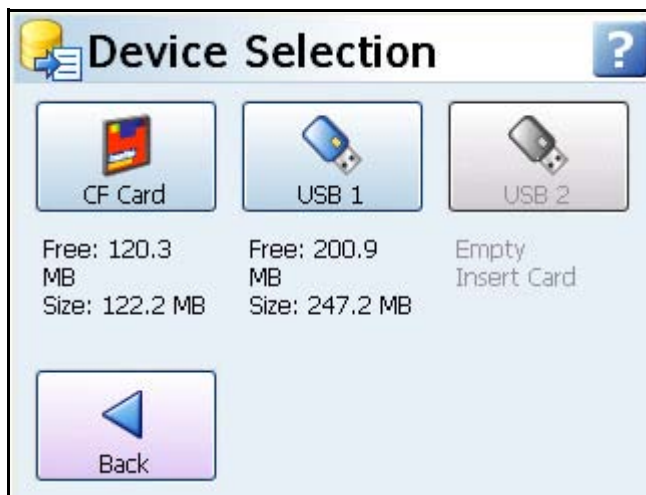 Device Selection
?
CF Card
USB 1
USB 2
Free: 120.3
MB
Size: 122.2 MB
Free: 200.9
MB
Size: 247.2 MB
Empty
Insert Card
Back